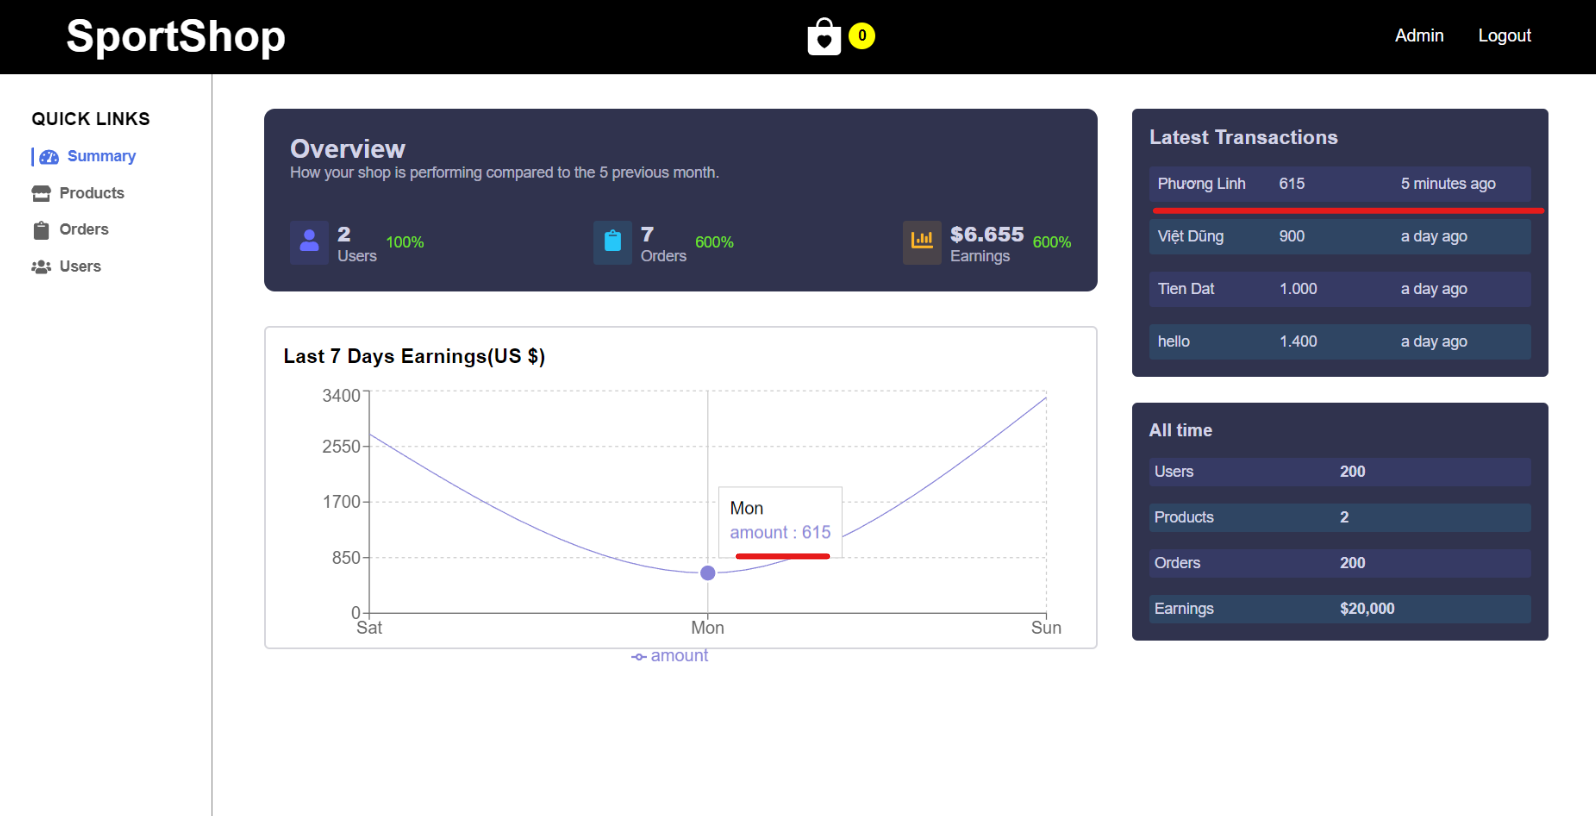 SportShop
0
Admin
Logout
QUICK LINKS
Summary
Products
Orders
Users
Overview
How your shop is performing compared to the 5 previous month.
2
Users
100%
7
Orders
600%
$6.655
Earnings
600%
Last 7 Days Earnings(US $)
3400
2550
1700
850
0
Sat
Mon
Sun
Mon
amount : 615
amount
Latest Transactions
Phương Linh 615 5 minutes ago
Việt Dũng 900 a day ago
Tien Dat 1.000 a day ago
hello 1.400 a day ago
All time
Users 200
Products 2
Orders 200
Earnings $20,000